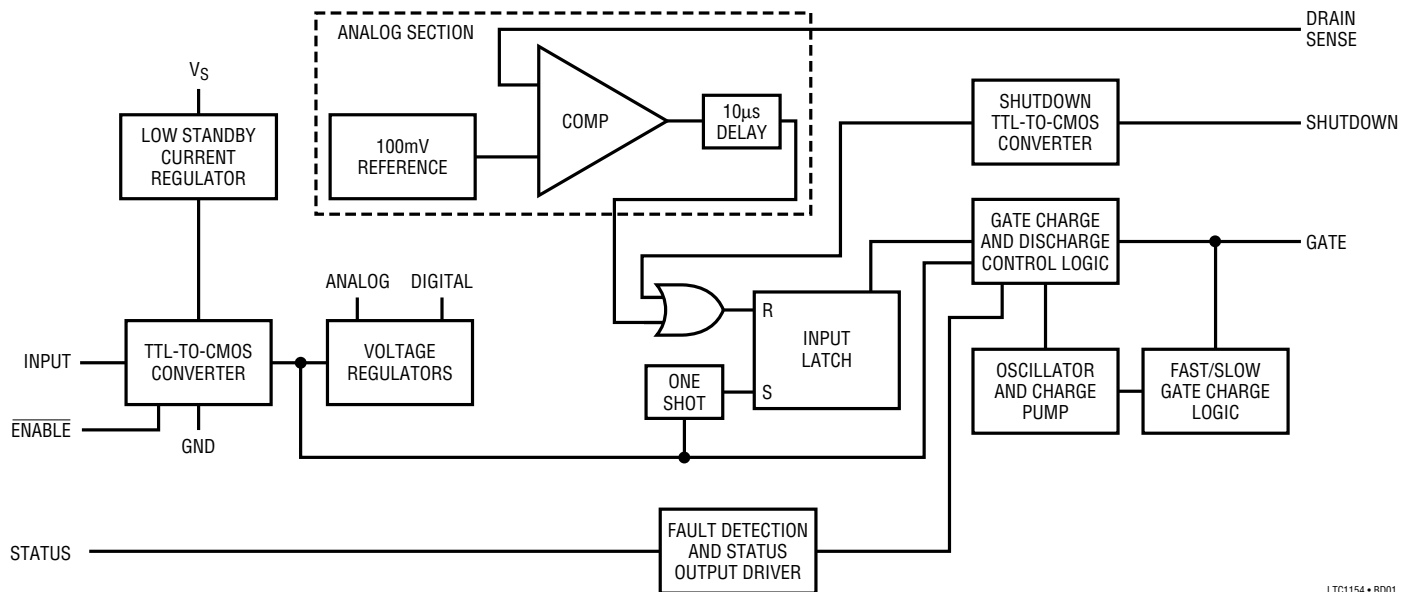 ANALOG SECTION
DRAIN
SENSE
VS
LOW STANDBY
CURRENT
REGULATOR
100mV
REFERENCE
COMP
10µs
DELAY
SHUTDOWN
TTL-TO-CMOS
CONVERTER
SHUTDOWN
GATE CHARGE
AND DISCHARGE
CONTROL LOGIC
GATE
ANALOG
DIGITAL
R
INPUT
LATCH
S
INPUT
TTL-TO-CMOS
CONVERTER
VOLTAGE
REGULATORS
ONE
SHOT
OSCILLATOR
AND CHARGE
PUMP
FAST/SLOW
GATE CHARGE
LOGIC
ENABLE
GND
STATUS
FAULT DETECTION
AND STATUS
OUTPUT DRIVER
LTC1154 • BD01